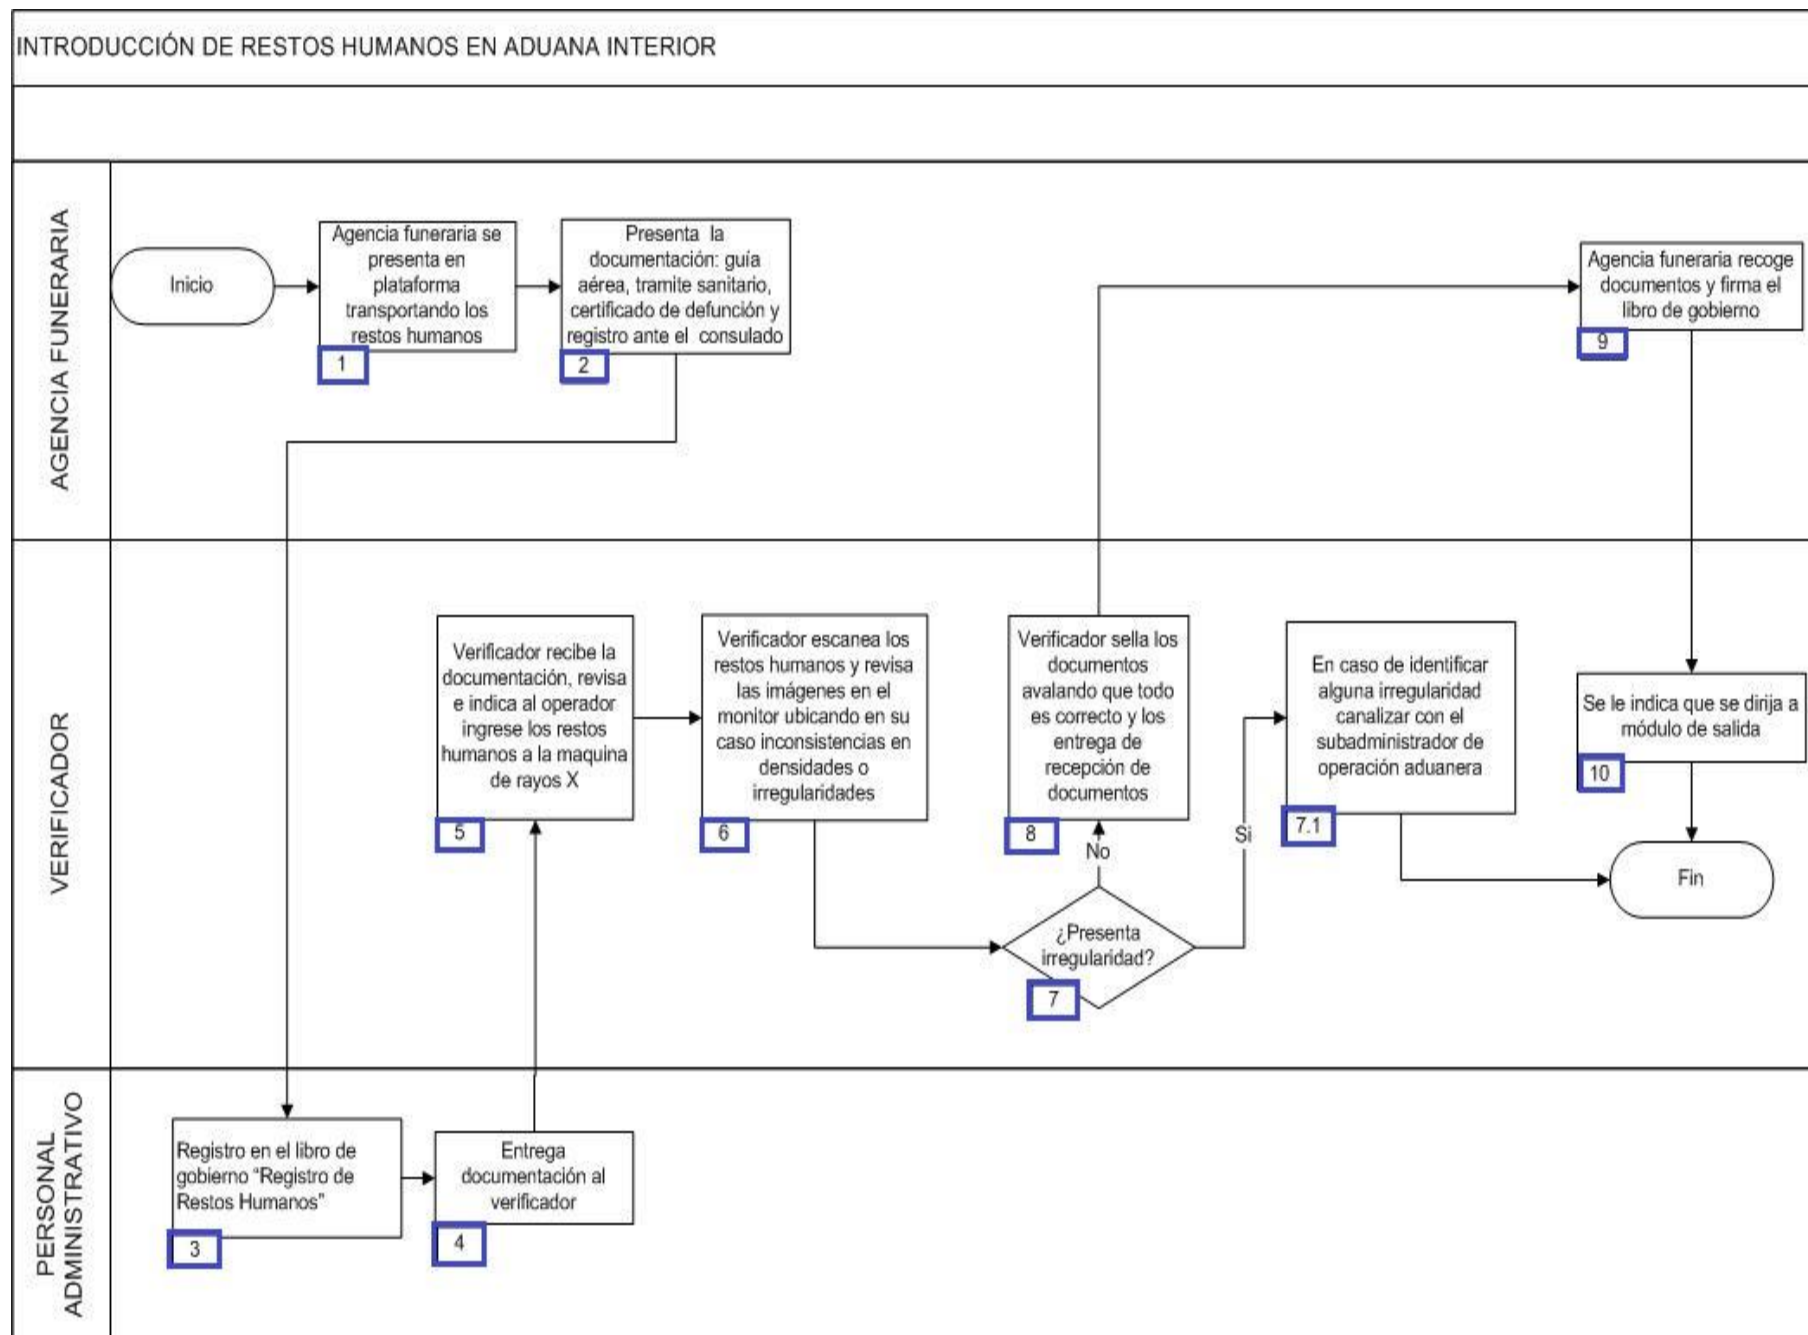 INTRODUCCIÓN DE RESTOS HUMANOS EN ADUANA INTERIOR
AGENCIA FUNERARIA
Inicio
Agencia funeraria se
presenta en
plataforma
transportando los
restos humanos
1
Presenta la
documentación: guía
aérea, tramite sanitario,
certificado de defunción y
registro ante el consulado
2
Agencia funeraria recoge
documentos y firma el
libro de gobierno
9
VERIFICADOR
Verificador recibe la
documentación, revisa
e indica al operador
ingrese los restos
humanos a la maquina
de rayos X
5
Verificador escanea los
restos humanos y revisa
las imágenes en el
monitor ubicando en su
caso inconsistencias en
densidades o
irregularidades
6
Verificador sella los
documentos
avalando que todo
es correcto y los
entrega de
recepción de
documentos
8
No
¿Presenta
irregularidad?
7
Si
En caso de identificar
alguna irregularidad
canalizar con el
subadministrador de
operación aduanera
7.1
Se le indica que se dirija a
módulo de salida
10
Fin
PERSONAL
ADMINISTRATIVO
Registro en el libro de
gobierno “Registro de
Restos Humanos”
3
Entrega
documentación al
verificador
4